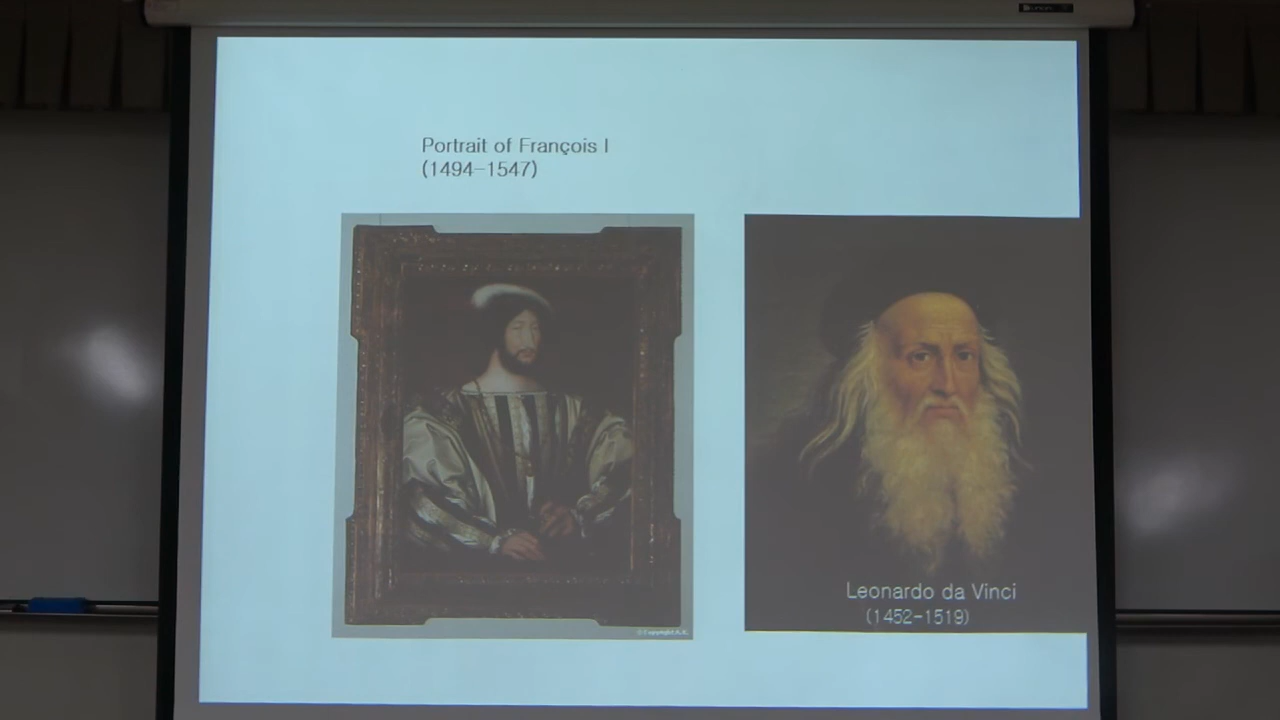 Portrait of François I
(1494-1547)
Leonardo da Vinci
(1452-1519)